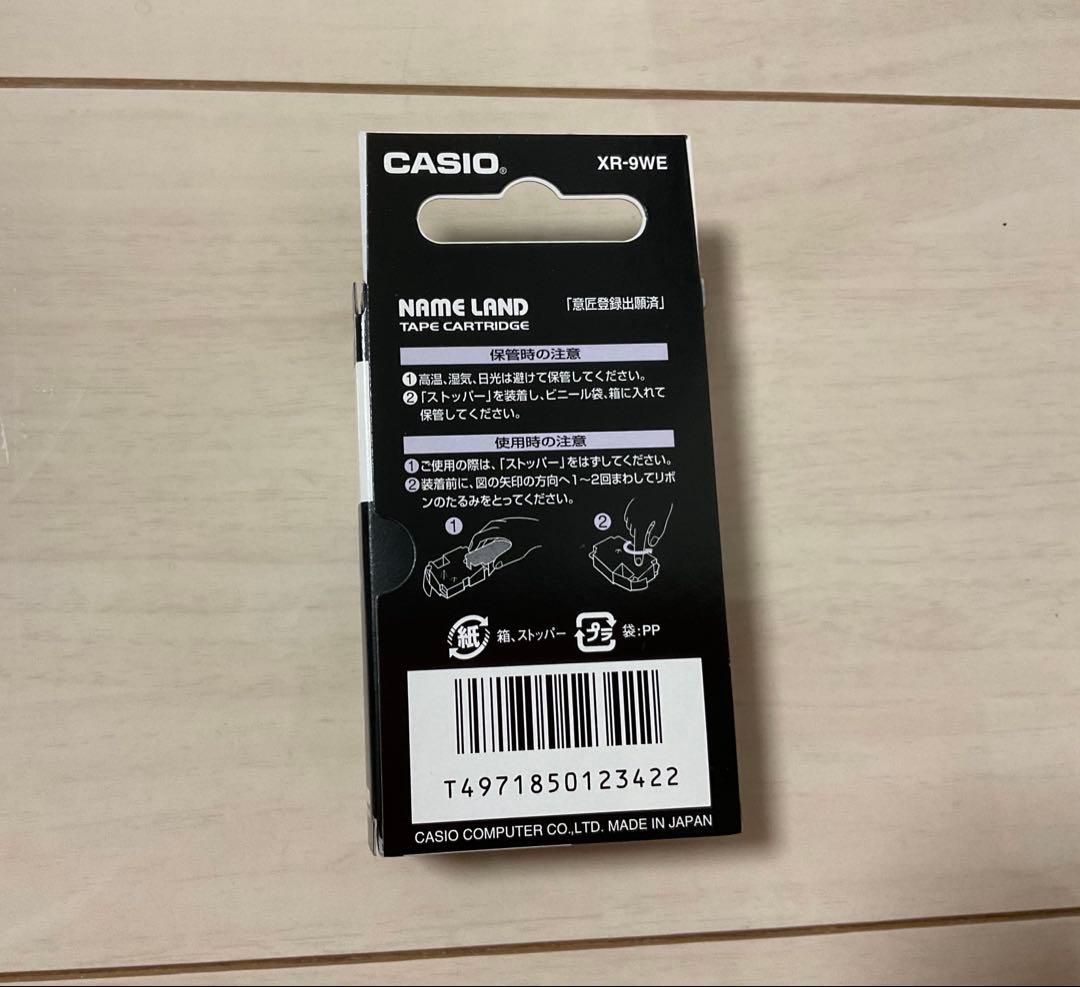 CASIO® XR-9WE
NAME LAND 「意匠登録出願済」
TAPE CARTRIDGE
保管時の注意
①高温、湿気、日光は避けて保管してください。
②「ストッパー」を装着し、ビニール袋、箱に入れて
保管してください。
使用時の注意
①ご使用の際は、「ストッパー」をはずしてください。
②装着前に、図の矢印の方向へ1〜2回まわしてリボ
ンのたるみをとってください。
① ②
紙 箱、ストッパー プラ 袋:PP
T4971850123422
CASIO COMPUTER CO.,LTD. MADE IN JAPAN